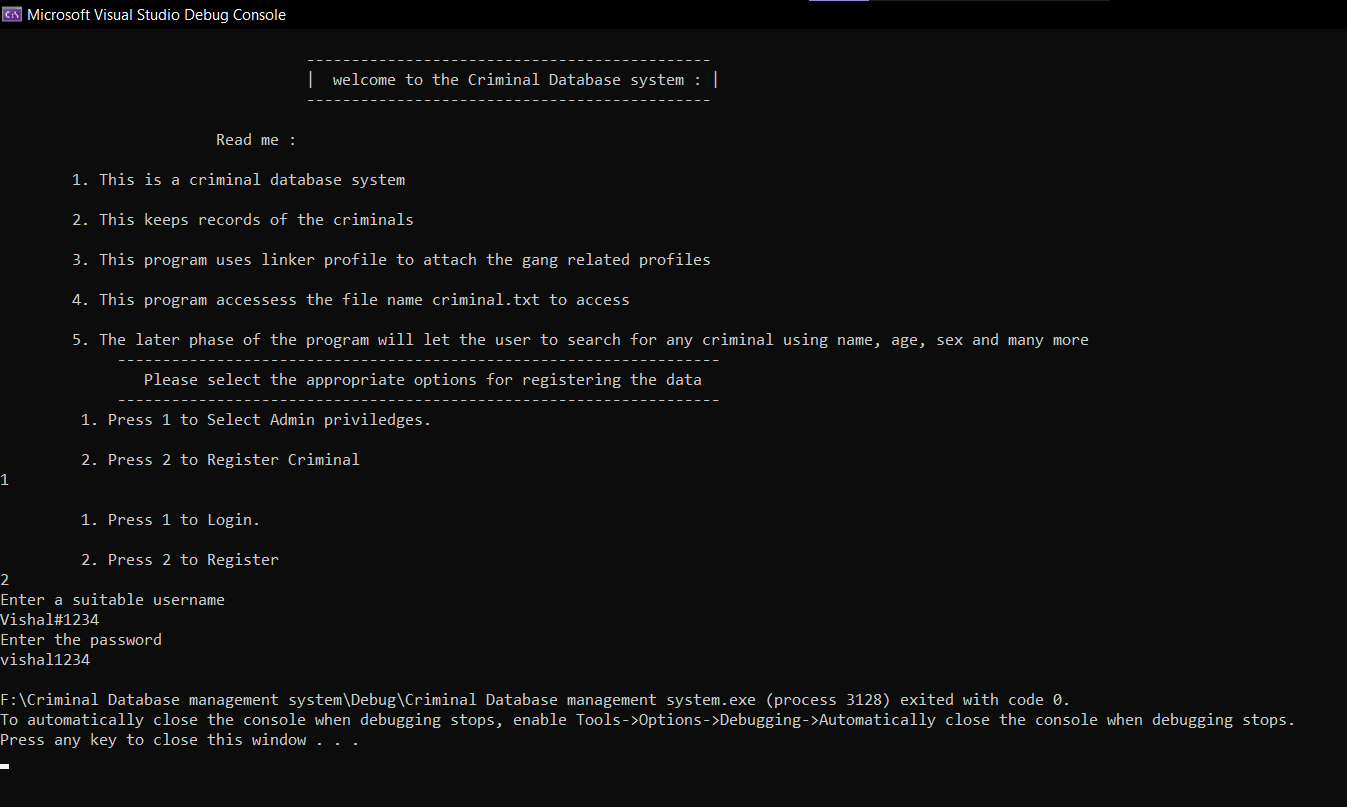 Microsoft Visual Studio Debug Console
---------------------------------------------
|  welcome to the Criminal Database system : |
---------------------------------------------
Read me :
1. This is a criminal database system
2. This keeps records of the criminals
3. This program uses linker profile to attach the gang related profiles
4. This program accessess the file name criminal.txt to access
5. The later phase of the program will let the user to search for any criminal using name, age, sex and many more
-------------------------------------------------------------------
Please select the appropriate options for registering the data
-------------------------------------------------------------------
1. Press 1 to Select Admin priviledges.
2. Press 2 to Register Criminal
1
1. Press 1 to Login.
2. Press 2 to Register
2
Enter a suitable username
Vishal#1234
Enter the password
vishal1234
F:\Criminal Database management system\Debug\Criminal Database management system.exe (process 3128) exited with code 0.
To automatically close the console when debugging stops, enable Tools->Options->Debugging->Automatically close the console when debugging stops.
Press any key to close this window . . .